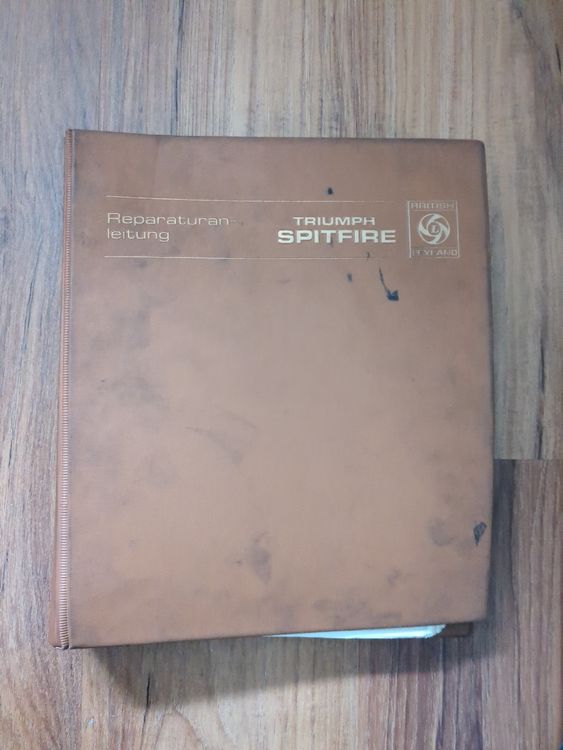 Reparaturan-
leitung
TRIUMPH
SPITFIRE
BRITISH
L
LEYLAND